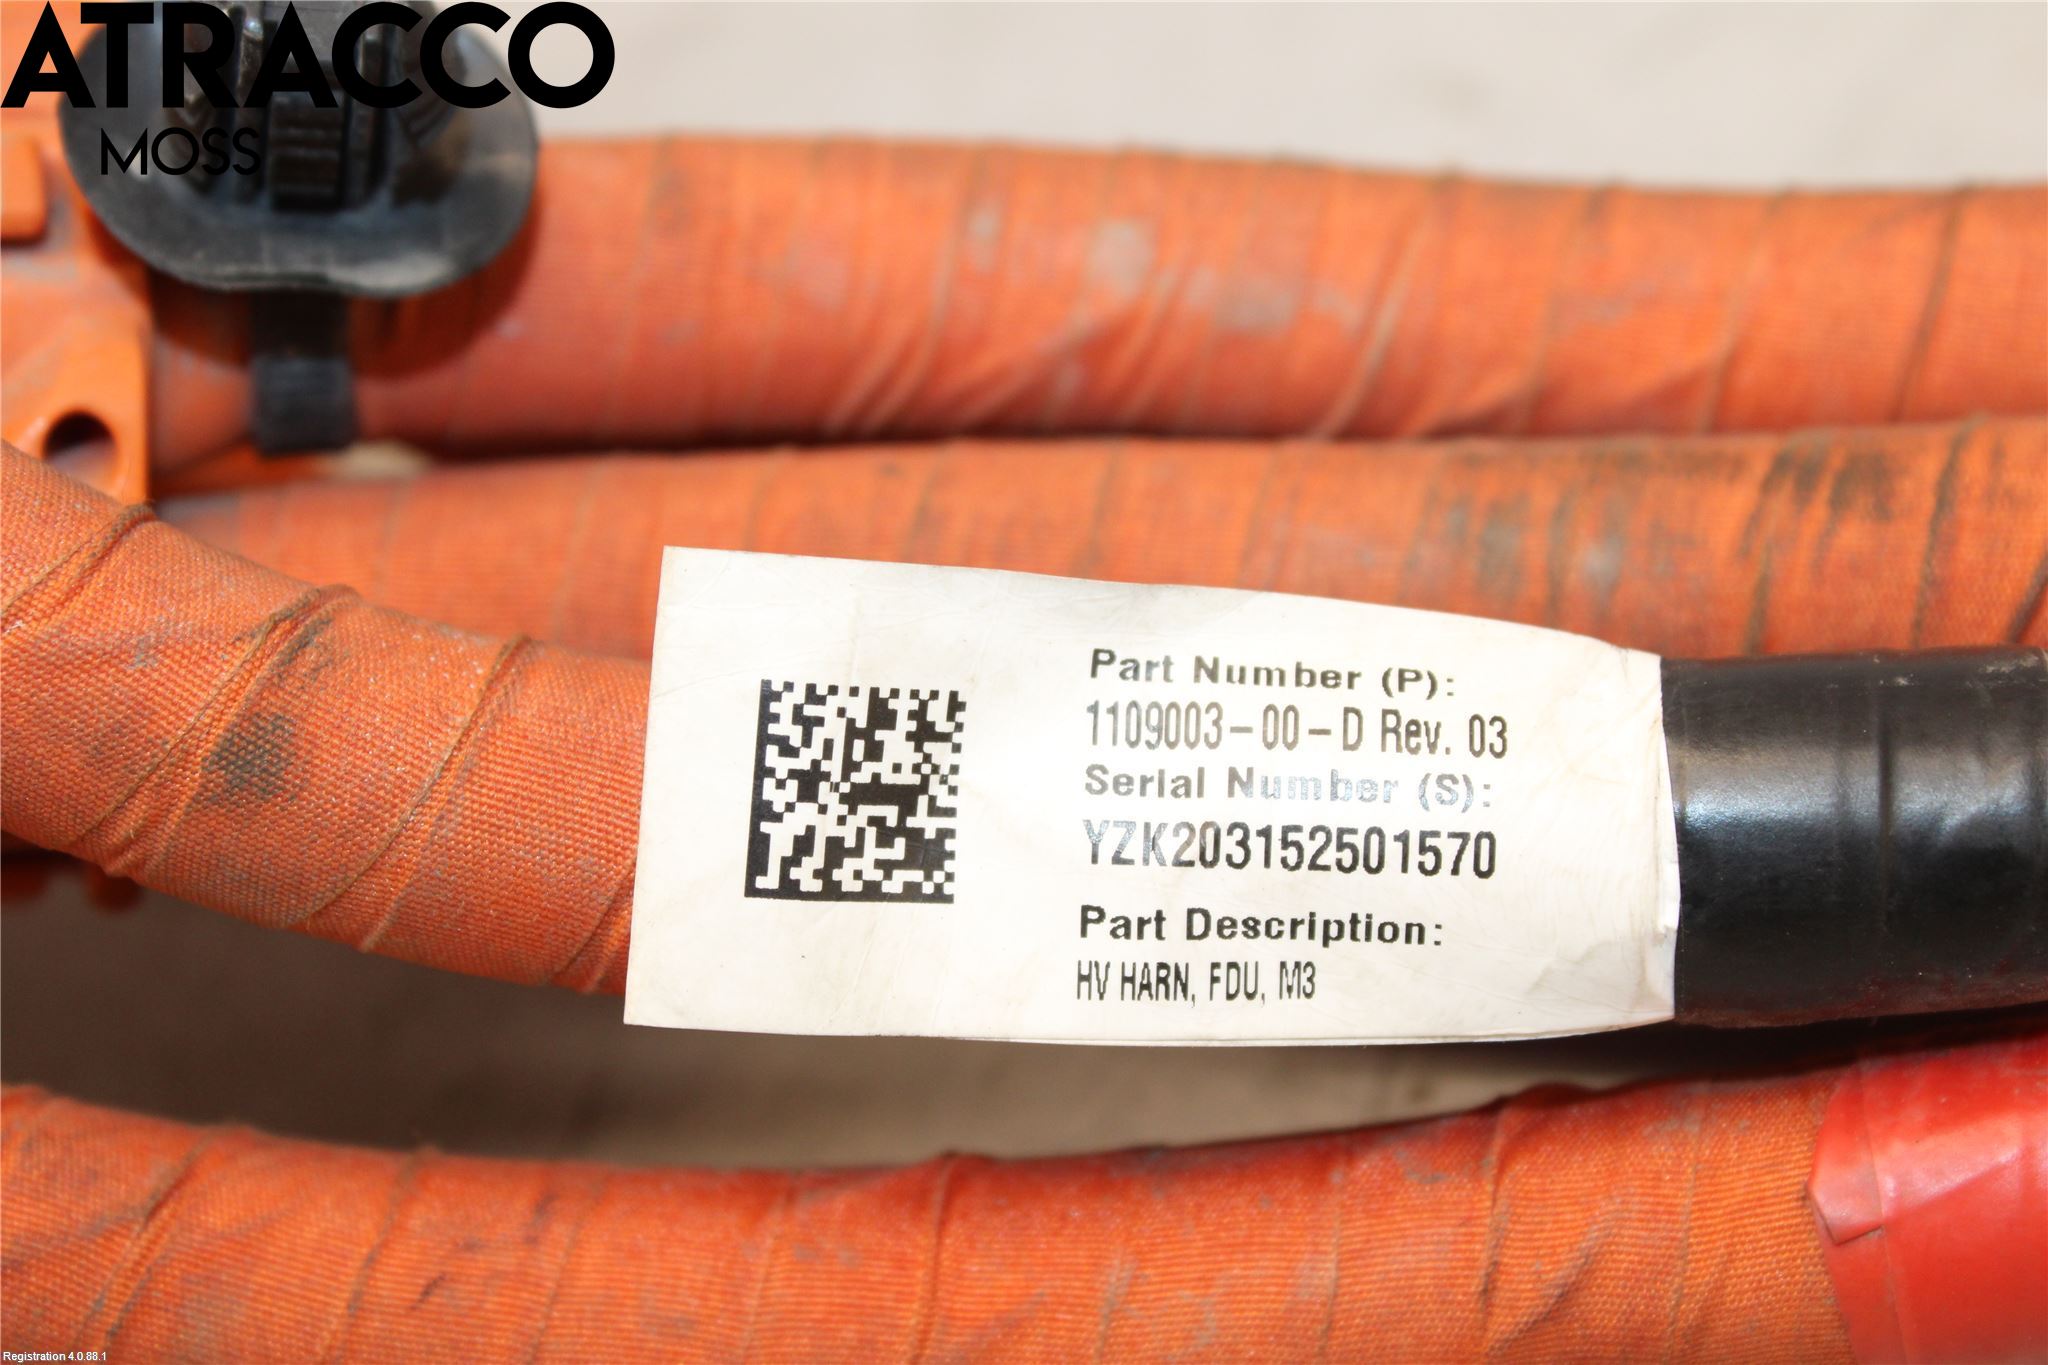 ATRACCO
MOSS
Part Number (P):
1109003-00-D Rev. 03
Serial Number (S):
YZK203152501570
Part Description:
HV HARN, FDU, M3
Registration 4.0.88.1